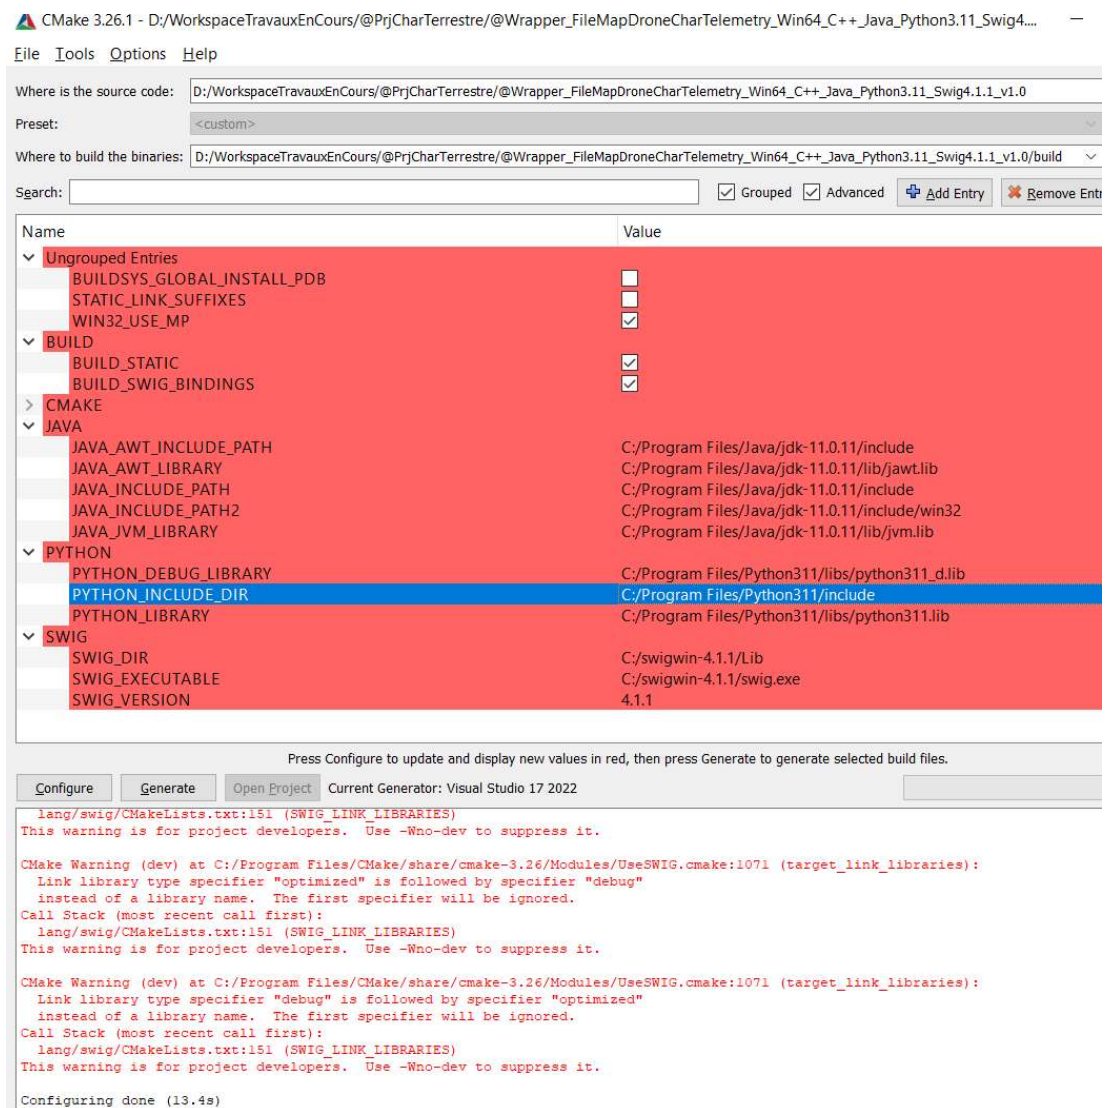 CMake 3.26.1 - D:/WorkspaceTravauxEnCours/@PrjCharTerrestre/@Wrapper_FileMapDroneCharTelemetry_Win64_C++_Java_Python3.11_Swig4....
File Tools Options Help
Where is the source code: D:/WorkspaceTravauxEnCours/@PrjCharTerrestre/@Wrapper_FileMapDroneCharTelemetry_Win64_C++_Java_Python3.11_Swig4.1.1_v1.0
Preset: <custom>
Where to build the binaries: D:/WorkspaceTravauxEnCours/@PrjCharTerrestre/@Wrapper_FileMapDroneCharTelemetry_Win64_C++_Java_Python3.11_Swig4.1.1_v1.0/build
Search: Grouped Advanced Add Entry Remove Entr
Name Value
Ungrouped Entries
BUILDSYS_GLOBAL_INSTALL_PDB
STATIC_LINK_SUFFIXES
WIN32_USE_MP
BUILD
BUILD_STATIC
BUILD_SWIG_BINDINGS
CMAKE
JAVA
JAVA_AWT_INCLUDE_PATH C:/Program Files/Java/jdk-11.0.11/include
JAVA_AWT_LIBRARY C:/Program Files/Java/jdk-11.0.11/lib/jawt.lib
JAVA_INCLUDE_PATH C:/Program Files/Java/jdk-11.0.11/include
JAVA_INCLUDE_PATH2 C:/Program Files/Java/jdk-11.0.11/include/win32
JAVA_JVM_LIBRARY C:/Program Files/Java/jdk-11.0.11/lib/jvm.lib
PYTHON
PYTHON_DEBUG_LIBRARY C:/Program Files/Python311/libs/python311_d.lib
PYTHON_INCLUDE_DIR C:/Program Files/Python311/include
PYTHON_LIBRARY C:/Program Files/Python311/libs/python311.lib
SWIG
SWIG_DIR C:/swigwin-4.1.1/Lib
SWIG_EXECUTABLE C:/swigwin-4.1.1/swig.exe
SWIG_VERSION 4.1.1
Press Configure to update and display new values in red, then press Generate to generate selected build files.
Configure Generate Open Project Current Generator: Visual Studio 17 2022
lang/swig/CMakeLists.txt:151 (SWIG_LINK_LIBRARIES)
This warning is for project developers. Use -Wno-dev to suppress it.
CMake Warning (dev) at C:/Program Files/CMake/share/cmake-3.26/Modules/UseSWIG.cmake:1071 (target_link_libraries):
Link library type specifier "optimized" is followed by specifier "debug"
instead of a library name. The first specifier will be ignored.
Call Stack (most recent call first):
lang/swig/CMakeLists.txt:151 (SWIG_LINK_LIBRARIES)
This warning is for project developers. Use -Wno-dev to suppress it.
CMake Warning (dev) at C:/Program Files/CMake/share/cmake-3.26/Modules/UseSWIG.cmake:1071 (target_link_libraries):
Link library type specifier "debug" is followed by specifier "optimized"
instead of a library name. The first specifier will be ignored.
Call Stack (most recent call first):
lang/swig/CMakeLists.txt:151 (SWIG_LINK_LIBRARIES)
This warning is for project developers. Use -Wno-dev to suppress it.
Configuring done (13.4s)